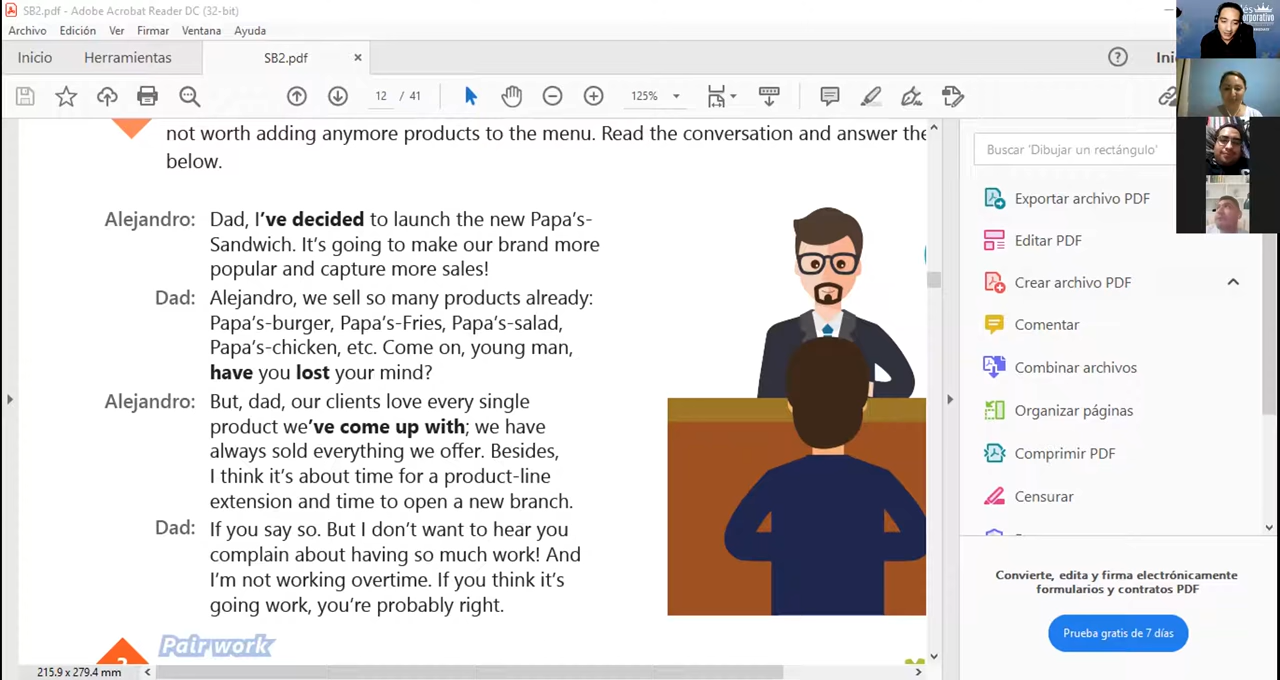 SB2.pdf - Adobe Acrobat Reader DC (32-bit)
Archivo Edición Ver Firmar Ventana Ayuda
Inicio Herramientas SB2.pdf × ? Ini
12 / 41 125%
not worth adding anymore products to the menu. Read the conversation and answer the
below.
Alejandro: Dad, I've decided to launch the new Papa's-
Sandwich. It's going to make our brand more
popular and capture more sales!
Dad: Alejandro, we sell so many products already:
Papa's-burger, Papa's-Fries, Papa's-salad,
Papa's-chicken, etc. Come on, young man,
have you lost your mind?
Alejandro: But, dad, our clients love every single
product we've come up with; we have
always sold everything we offer. Besides,
I think it's about time for a product-line
extension and time to open a new branch.
Dad: If you say so. But I don't want to hear you
complain about having so much work! And
I'm not working overtime. If you think it's
going work, you're probably right.
Pair work
215.9 x 279.4 mm
Buscar 'Dibujar un rectángulo'
Exportar archivo PDF
Editar PDF
Crear archivo PDF
Comentar
Combinar archivos
Organizar páginas
Comprimir PDF
Censurar
Convierte, edita y firma electrónicamente
formularios y contratos PDF
Prueba gratis de 7 días